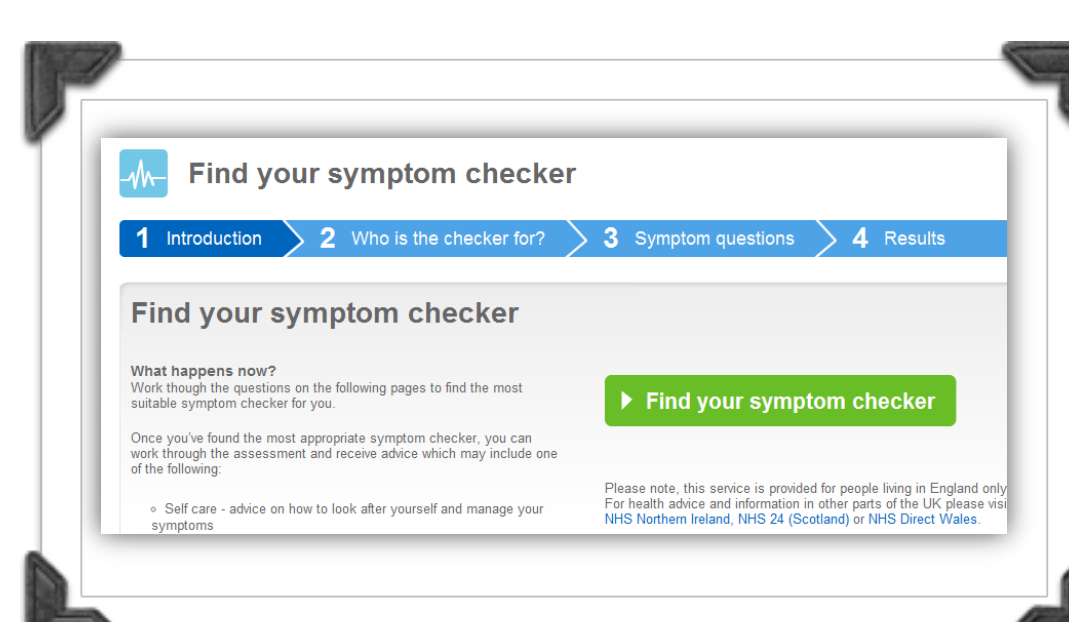 Find your symptom checker
1 Introduction 2 Who is the checker for? 3 Symptom questions 4 Results
Find your symptom checker
What happens now?
Work though the questions on the following pages to find the most
suitable symptom checker for you.
Once you've found the most appropriate symptom checker, you can
work through the assessment and receive advice which may include one
of the following:
Self care - advice on how to look after yourself and manage your
symptoms
Find your symptom checker
Please note, this service is provided for people living in England only
For health advice and information in other parts of the UK please visi
NHS Northern Ireland, NHS 24 (Scotland) or NHS Direct Wales.